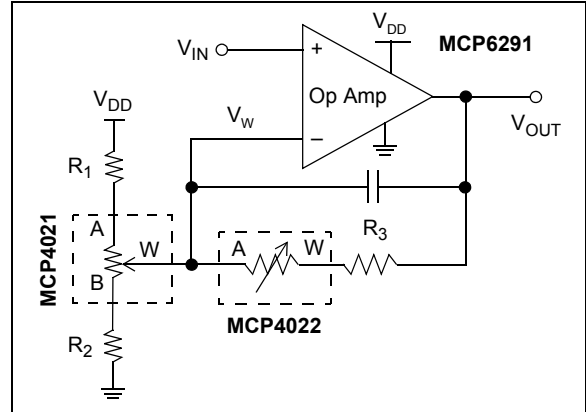 VDD
MCP6291
VIN
+
Op Amp
VW
−
VOUT
VDD
R1
A
W
B
MCP4021
R2
A
W
R3
MCP4022